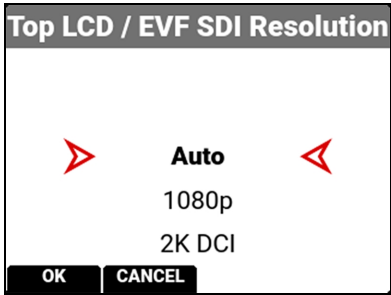 Top LCD / EVF SDI Resolution
Auto
1080p
2K DCI
OK CANCEL